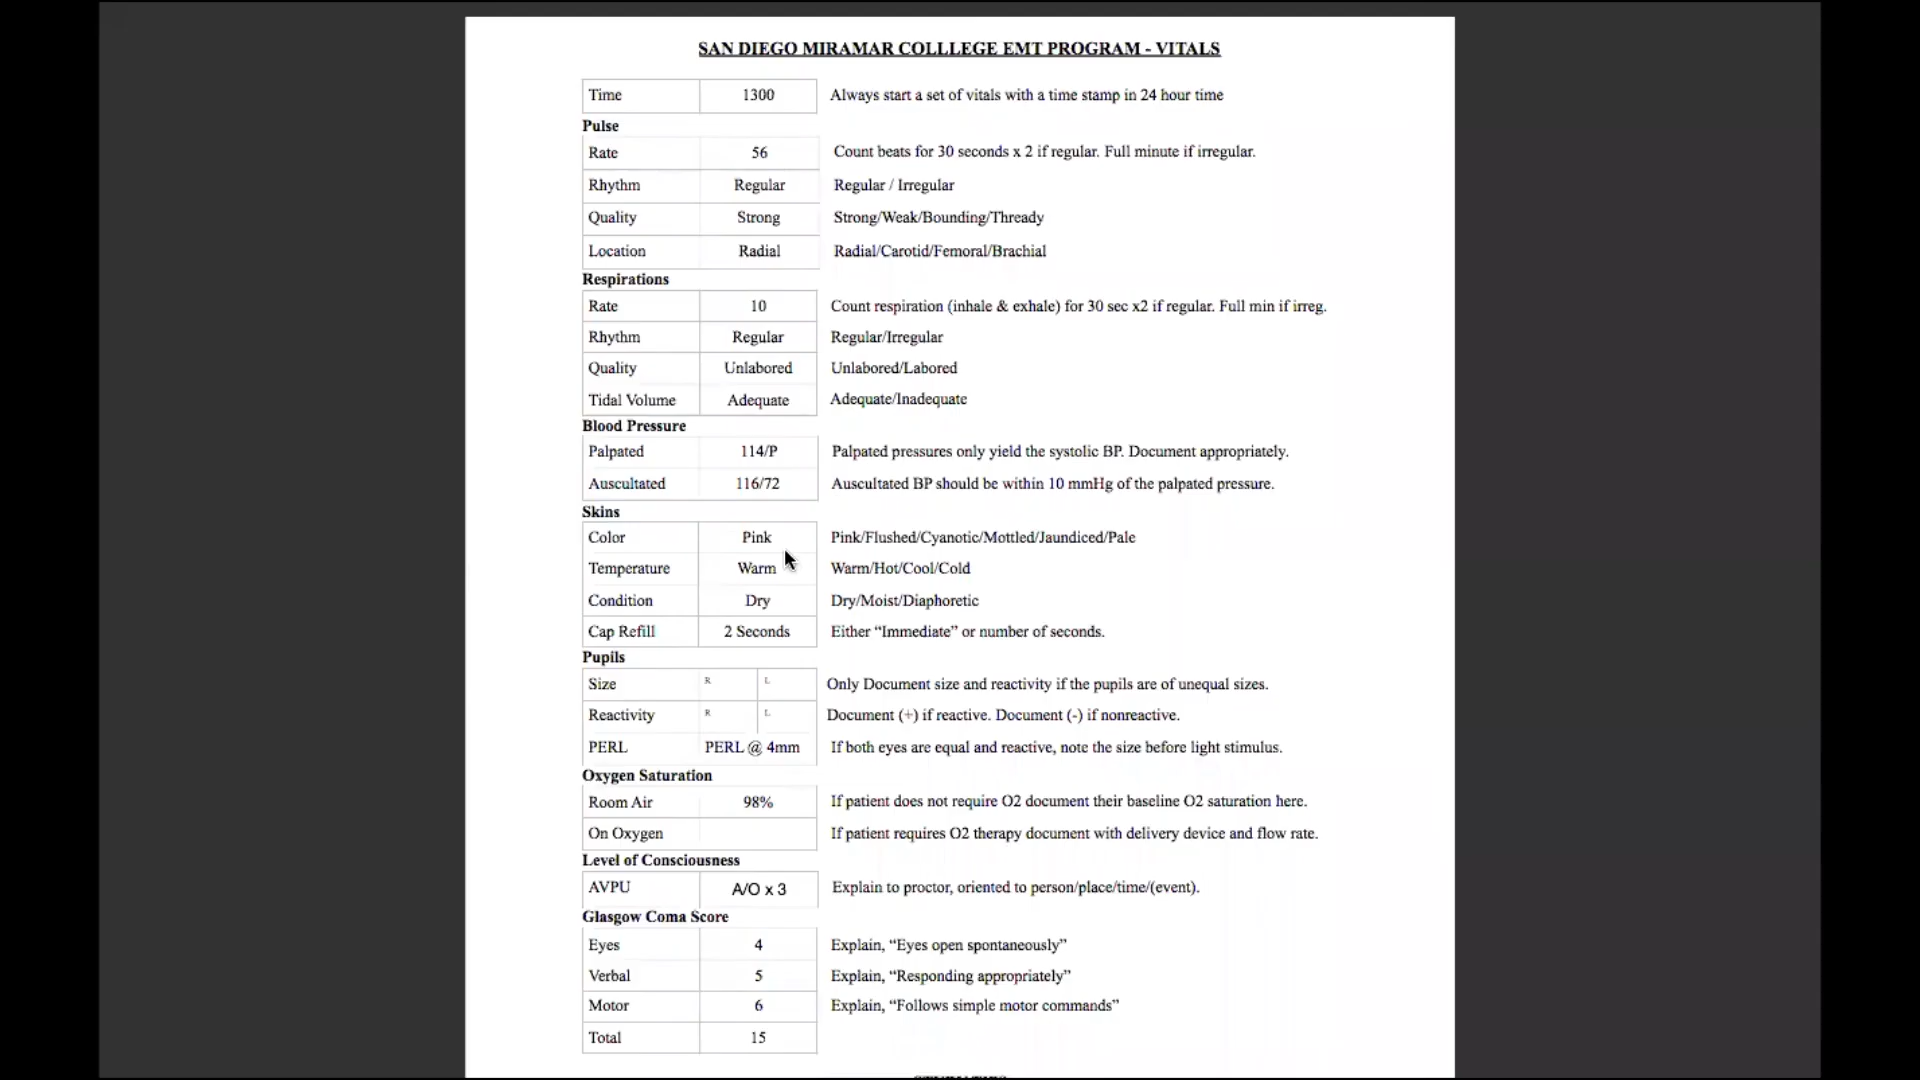 SAN DIEGO MIRAMAR COLLLEGE EMT PROGRAM - VITALS
Time 1300 Always start a set of vitals with a time stamp in 24 hour time
Pulse
Rate 56 Count beats for 30 seconds x 2 if regular. Full minute if irregular.
Rhythm Regular Regular / Irregular
Quality Strong Strong/Weak/Bounding/Thready
Location Radial Radial/Carotid/Femoral/Brachial
Respirations
Rate 10 Count respiration (inhale & exhale) for 30 sec x2 if regular. Full min if irreg.
Rhythm Regular Regular/Irregular
Quality Unlabored Unlabored/Labored
Tidal Volume Adequate Adequate/Inadequate
Blood Pressure
Palpated 114/P Palpated pressures only yield the systolic BP. Document appropriately.
Auscultated 116/72 Auscultated BP should be within 10 mmHg of the palpated pressure.
Skins
Color Pink Pink/Flushed/Cyanotic/Mottled/Jaundiced/Pale
Temperature Warm Warm/Hot/Cool/Cold
Condition Dry Dry/Moist/Diaphoretic
Cap Refill 2 Seconds Either “Immediate” or number of seconds.
Pupils
Size R L Only Document size and reactivity if the pupils are of unequal sizes.
Reactivity R L Document (+) if reactive. Document (-) if nonreactive.
PERL PERL @ 4mm If both eyes are equal and reactive, note the size before light stimulus.
Oxygen Saturation
Room Air 98% If patient does not require O2 document their baseline O2 saturation here.
On Oxygen If patient requires O2 therapy document with delivery device and flow rate.
Level of Consciousness
AVPU A/O x 3 Explain to proctor, oriented to person/place/time/(event).
Glasgow Coma Score
Eyes 4 Explain, “Eyes open spontaneously”
Verbal 5 Explain, “Responding appropriately”
Motor 6 Explain, “Follows simple motor commands”
Total 15